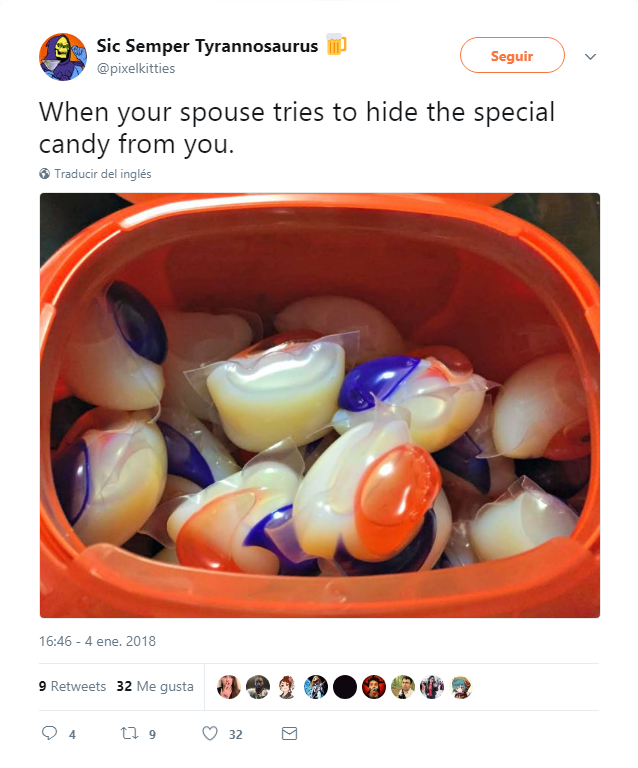 Sic Semper Tyrannosaurus 🍺
@pixelkitties
Seguir
When your spouse tries to hide the special
candy from you.
Traducir del inglés
16:46 - 4 ene. 2018
9 Retweets 32 Me gusta
4 9 32